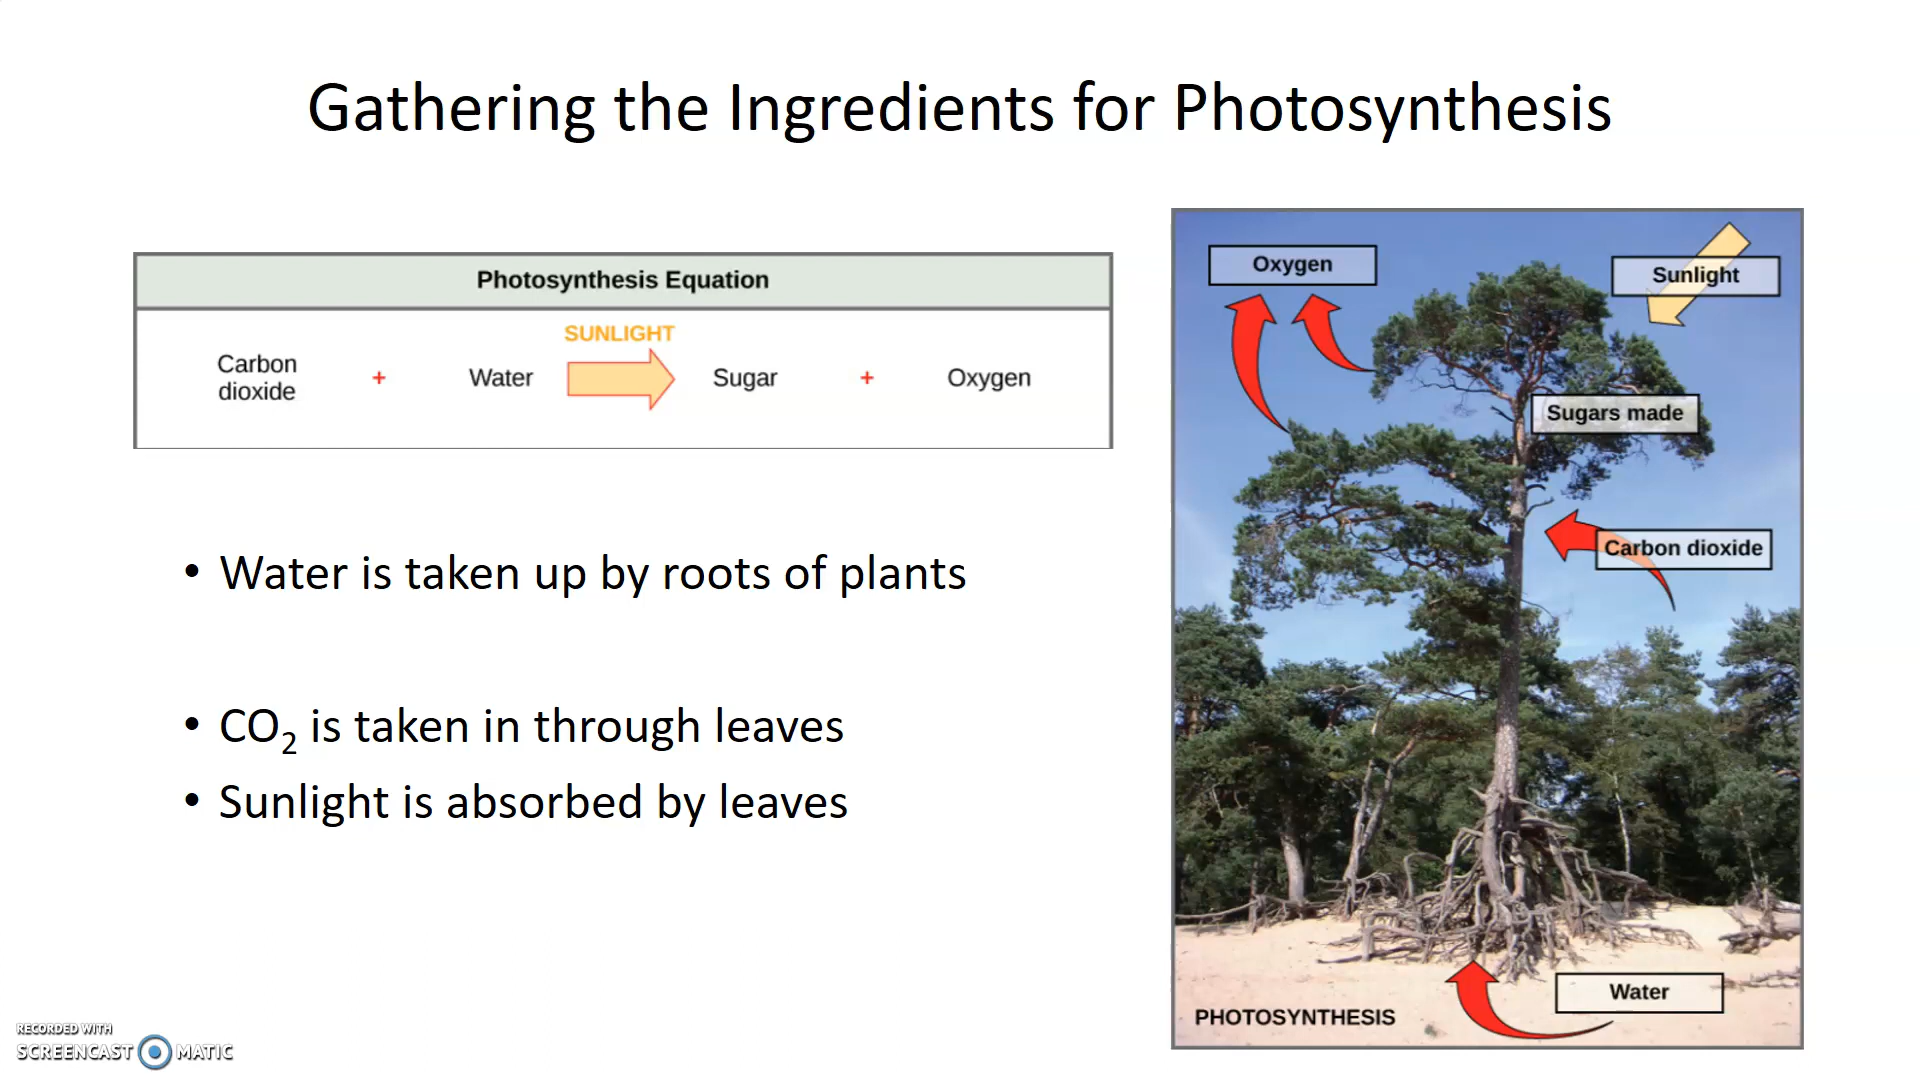 Gathering the Ingredients for Photosynthesis
Photosynthesis Equation
SUNLIGHT
Carbon
dioxide
+
Water
Sugar
+
Oxygen
• Water is taken up by roots of plants
• CO₂ is taken in through leaves
• Sunlight is absorbed by leaves
Oxygen
Sunlight
Sugars made
Carbon dioxide
Water
PHOTOSYNTHESIS
RECORDED WITH
SCREENCAST MATIC